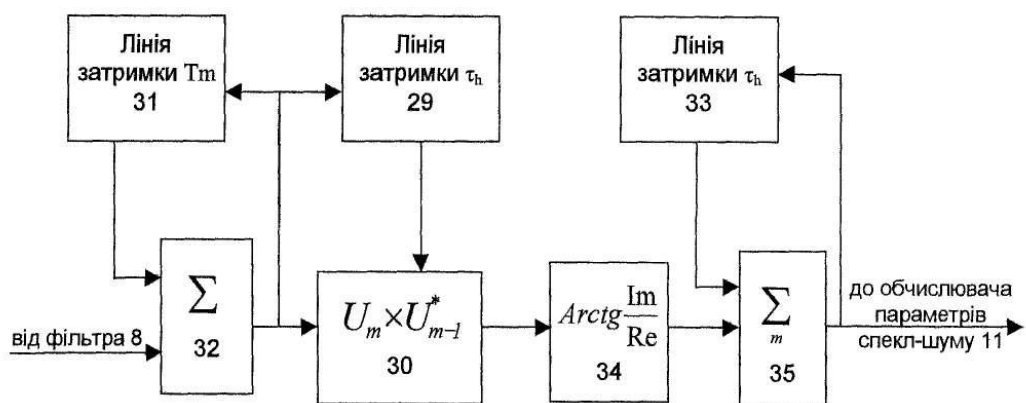 Лінія
затримки Tm
31
Лінія
затримки τh
29
Лінія
затримки τh
33
від фільтра 8
Σ
32
Um × U*m-1
30
Arctg Im/Re
34
Σ m
35
до обчислювача
параметрів
спекл-шуму 11